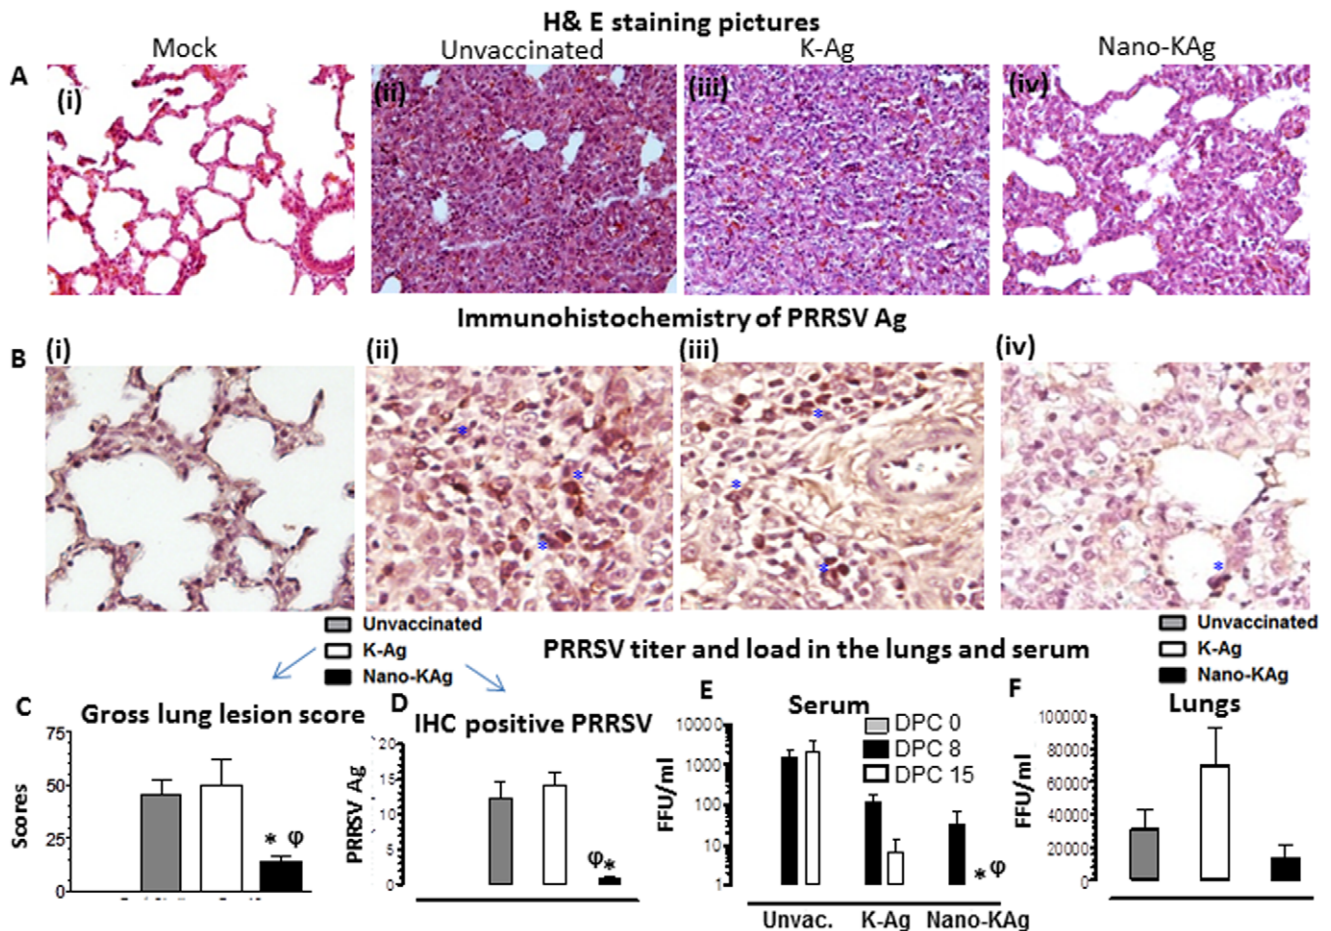 H& E staining pictures
Mock
Unvaccinated
K-Ag
Nano-KAg
A
(i)
(ii)
(iii)
(iv)
Immunohistochemistry of PRRSV Ag
B
(i)
(ii)
(iii)
(iv)
*
*
*
*
*
*
*
Unvaccinated
K-Ag
Nano-KAg
PRRSV titer and load in the lungs and serum
Unvaccinated
K-Ag
Nano-KAg
C
Gross lung lesion score
Scores
75
50
25
0
* φ
D
IHC positive PRRSV
PRRSV Ag
20
15
10
5
0
φ*
E
Serum
FFU/ml
10000
1000
100
10
1
DPC 0
DPC 8
DPC 15
* φ
Unvac. K-Ag Nano-KAg
F
Lungs
FFU/ml
100000
80000
60000
40000
20000
0